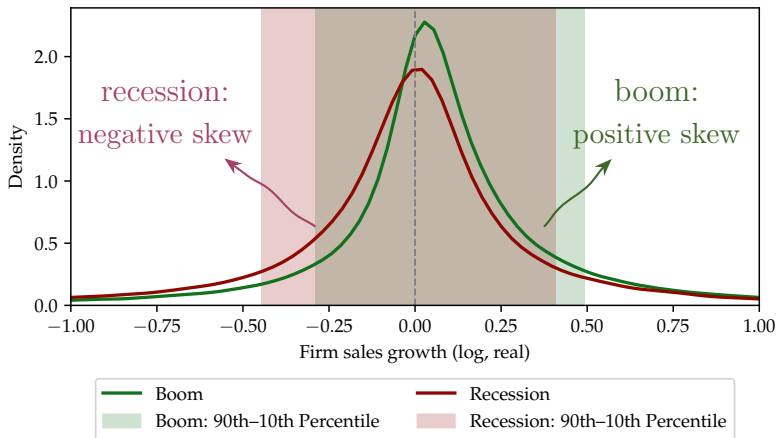 recession:
negative skew
boom:
positive skew
Density
2.0
1.5
1.0
0.5
0.0
−1.00 −0.75 −0.50 −0.25 0.00 0.25 0.50 0.75 1.00
Firm sales growth (log, real)
Boom
Recession
Boom: 90th–10th Percentile
Recession: 90th–10th Percentile